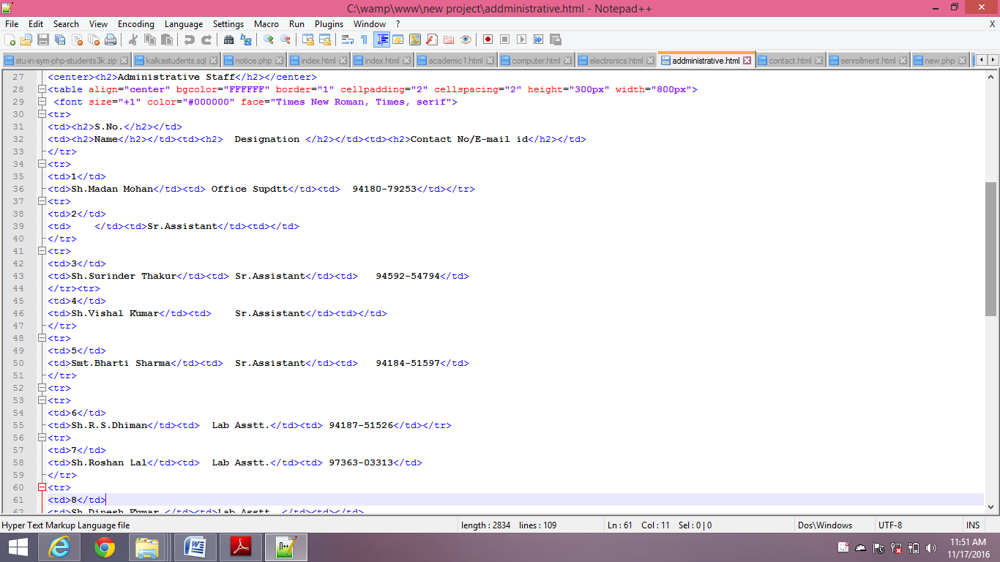 C:\wamp\www\new project\addministrative.html - Notepad++
File Edit Search View Encoding Language Settings Macro Run Plugins Window ? X
stu-in-sym-php-students3k.zip kalkastudents.sql notice.php index.html index.html academic1.html computer.html electronics.html addministrative.html contact.html senrollment.html new.php
27 <center><h2>Administrative Staff</h2></center>
28 <table align="center" bgcolor="FFFFFF" border="1" cellpadding="2" cellspacing="2" height="300px" width="800px">
29 <font size="+1" color="#000000" face="Times New Roman, Times, serif">
30 <tr>
31 <td><h2>S.No.</h2></td>
32 <td><h2>Name</h2></td><td><h2>  Designation </h2></td><td><h2>Contact No/E-mail id</h2></td>
33 </tr>
34 <tr>
35 <td>1</td>
36 <td>Sh.Madan Mohan</td><td> Office Supdtt</td><td>  94180-79253</td></tr>
37 <tr>
38 <td>2</td>
39 <td>    </td><td>Sr.Assistant</td><td></td>
40 </tr>
41 <tr>
42 <td>3</td>
43 <td>Sh.Surinder Thakur</td><td> Sr.Assistant</td><td>   94592-54794</td>
44 </tr><tr>
45 <td>4</td>
46 <td>Sh.Vishal Kumar</td><td>    Sr.Assistant</td><td></td>
47 </tr>
48 <tr>
49 <td>5</td>
50 <td>Smt.Bharti Sharma</td><td>  Sr.Assistant</td><td>   94184-51597</td>
51 </tr>
52 <tr>
53 <tr>
54 <td>6</td>
55 <td>Sh.R.S.Dhiman</td><td>  Lab Asstt.</td><td> 94187-51526</td></tr>
56 <tr>
57 <td>7</td>
58 <td>Sh.Roshan Lal</td><td>  Lab Asstt.</td><td> 97363-03313</td>
59 </tr>
60 <tr>
61 <td>8</td>
62 <td>Sh.Dinesh Kumar </td><td>Lab Asstt. </td><td></td>
Hyper Text Markup Language file length : 2834 lines : 109 Ln : 61 Col : 11 Sel : 0 | 0 Dos\Windows UTF-8 INS
11:51 AM
11/17/2016